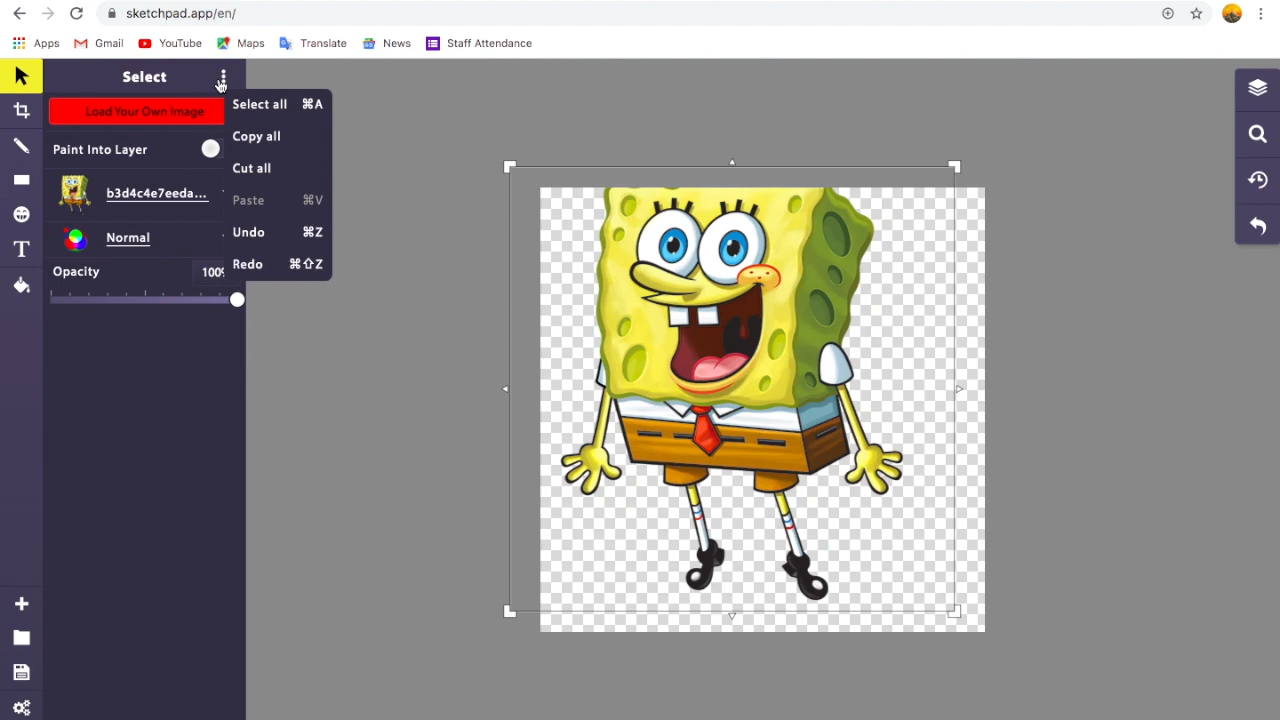 sketchpad.app/en/
Apps Gmail YouTube Maps Translate News Staff Attendance
Select
Load Your Own Image
Select all ⌘A
Copy all
Paint Into Layer
Cut all
b3d4c4e7eeda...
Paste ⌘V
Normal
Undo ⌘Z
Redo ⌘⇧Z
Opacity 100%
T